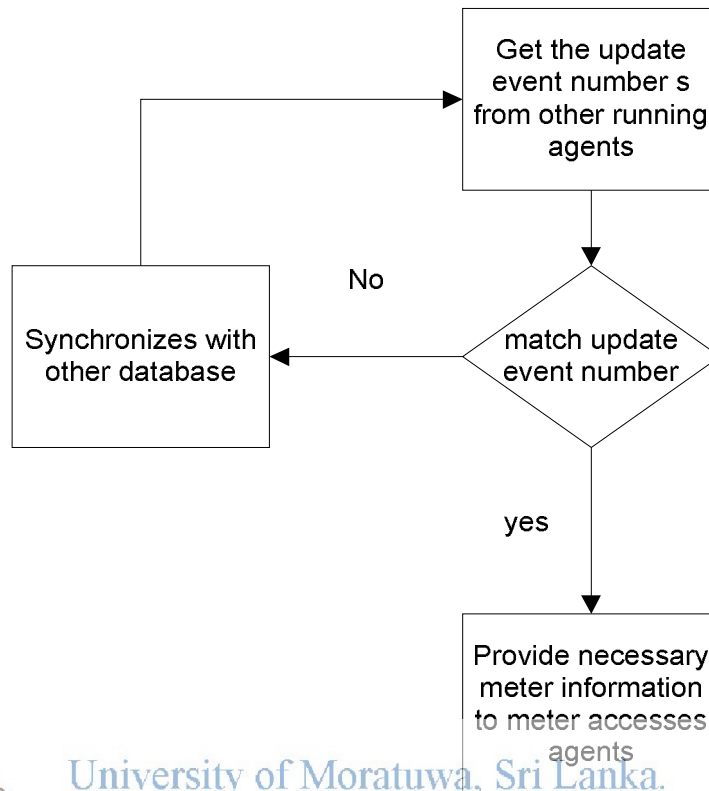 Get the update
event number s
from other running
agents
No
Synchronizes with
other database
match update
event number
yes
Provide necessary
meter information
to meter accesses
agents
University of Moratuwa, Sri Lanka.